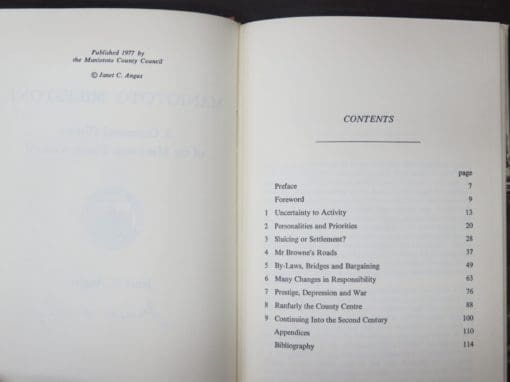 Published 1977 by
the Maniototo County Council
© Janet C. Angus
CONTENTS
page
Preface 7
Foreword 9
1 Uncertainty to Activity 13
2 Personalities and Priorities 20
3 Sluicing or Settlement? 28
4 Mr Browne's Roads 37
5 By-Laws, Bridges and Bargaining 49
6 Many Changes in Responsibility 63
7 Prestige, Depression and War 76
8 Ranfurly the County Centre 88
9 Continuing Into the Second Century 100
Appendices 110
Bibliography 114